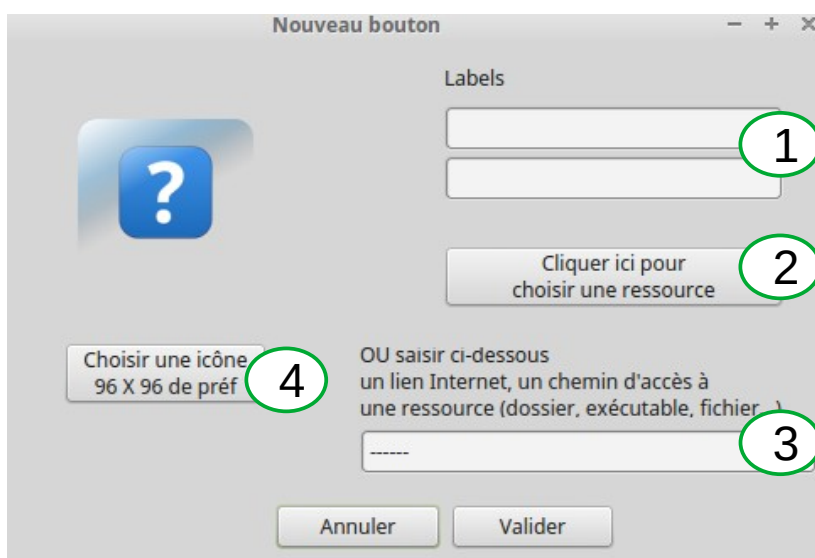 Nouveau bouton
Labels
1
?
Cliquer ici pour
choisir une ressource
2
Choisir une icône
96 X 96 de préf
4
OU saisir ci-dessous
un lien Internet, un chemin d'accès à
une ressource (dossier, exécutable, fichier...)
------
3
Annuler
Valider